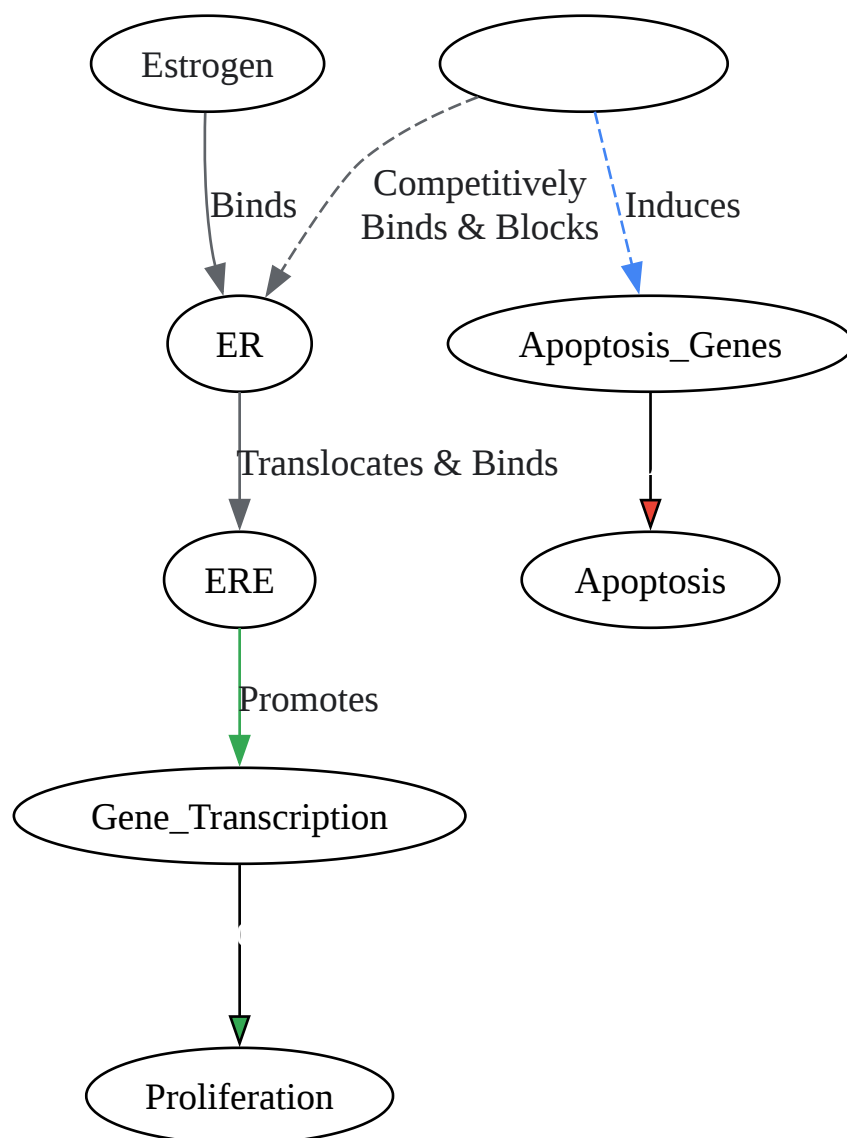 Estrogen
Binds
Competitively
Binds & Blocks
Induces
ER
Apoptosis_Genes
Translocates & Binds
ERE
Apoptosis
Promotes
Gene_Transcription
Proliferation